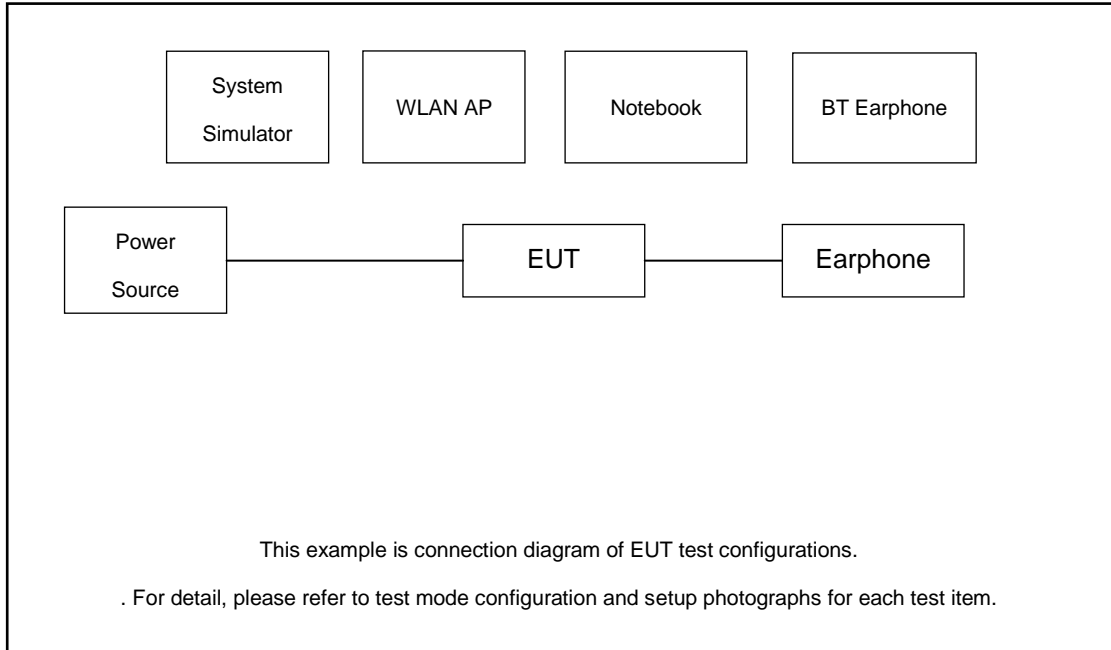 System
Simulator
WLAN AP
Notebook
BT Earphone
Power
Source
EUT
Earphone
This example is connection diagram of EUT test configurations.
. For detail, please refer to test mode configuration and setup photographs for each test item.